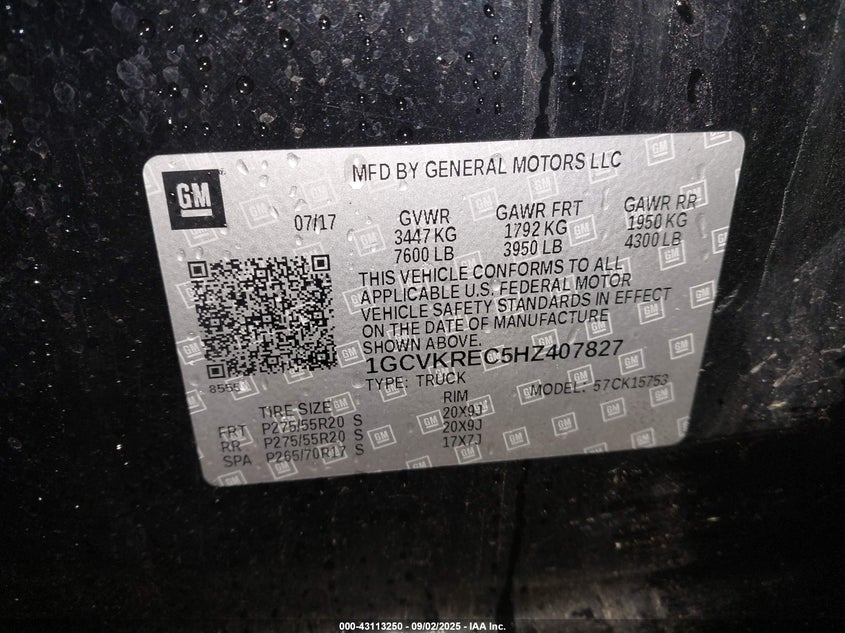 MFD BY GENERAL MOTORS LLC
GM
07/17 GVWR GAWR FRT GAWR RR
3447 KG 1792 KG 1950 KG
7600 LB 3950 LB 4300 LB
THIS VEHICLE CONFORMS TO ALL
APPLICABLE U.S. FEDERAL MOTOR
VEHICLE SAFETY STANDARDS IN EFFECT
ON THE DATE OF MANUFACTURE
SHOWN ABOVE.
1GCVKREC5HZ407827
8555
TYPE: TRUCK MODEL: 57CK15753
TIRE SIZE RIM
FRT P275/55R20 S 20X9J
RR P275/55R20 S 20X9J
SPA P265/70R17 S 17X7J
000-43113250 - 09/02/2025 - IAA Inc.